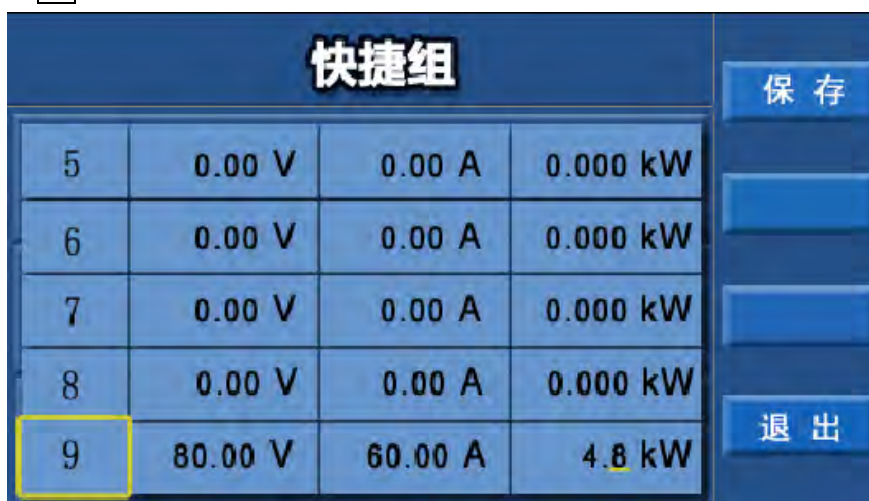 快捷组
保 存
5 0.00 V 0.00 A 0.000 kW
6 0.00 V 0.00 A 0.000 kW
7 0.00 V 0.00 A 0.000 kW
8 0.00 V 0.00 A 0.000 kW
退 出
9 80.00 V 60.00 A 4.8 kW